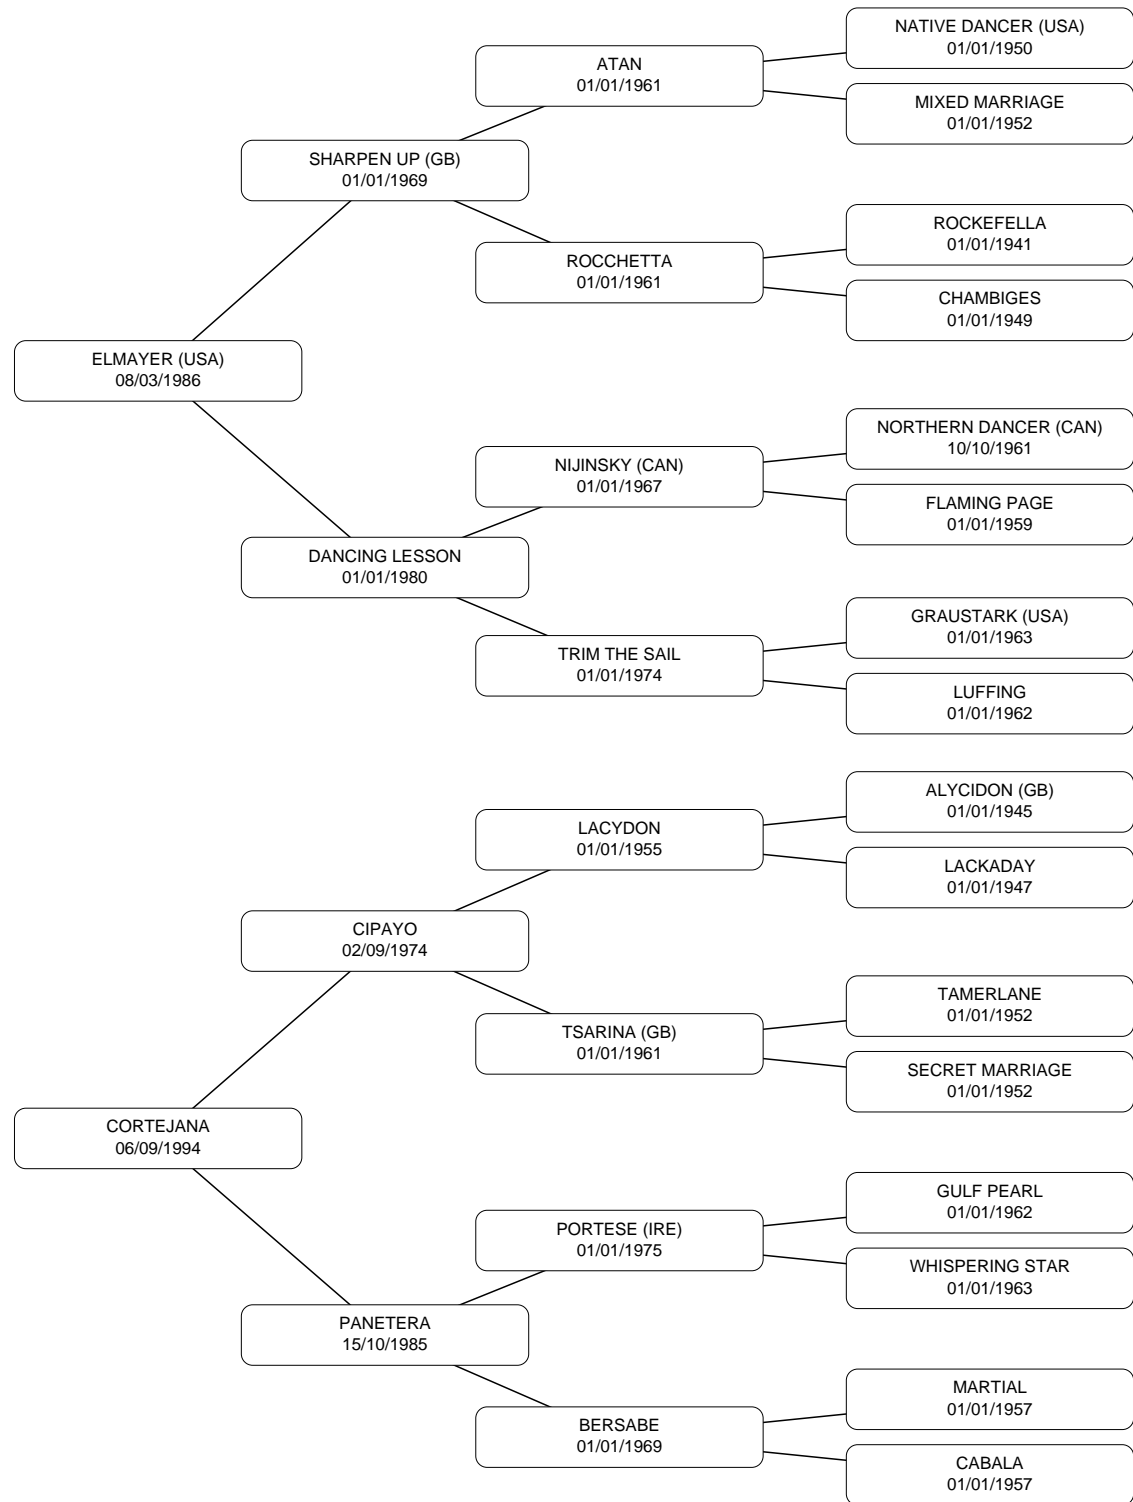 NATIVE DANCER (USA)
01/01/1950
ATAN
01/01/1961
MIXED MARRIAGE
01/01/1952
SHARPEN UP (GB)
01/01/1969
ROCKEFELLA
01/01/1941
ROCCHETTA
01/01/1961
CHAMBIGES
01/01/1949
ELMAYER (USA)
08/03/1986
NORTHERN DANCER (CAN)
10/10/1961
NIJINSKY (CAN)
01/01/1967
FLAMING PAGE
01/01/1959
DANCING LESSON
01/01/1980
GRAUSTARK (USA)
01/01/1963
TRIM THE SAIL
01/01/1974
LUFFING
01/01/1962
ALYCIDON (GB)
01/01/1945
LACYDON
01/01/1955
LACKADAY
01/01/1947
CIPAYO
02/09/1974
TAMERLANE
01/01/1952
TSARINA (GB)
01/01/1961
SECRET MARRIAGE
01/01/1952
CORTEJANA
06/09/1994
GULF PEARL
01/01/1962
PORTESE (IRE)
01/01/1975
WHISPERING STAR
01/01/1963
PANETERA
15/10/1985
MARTIAL
01/01/1957
BERSABE
01/01/1969
CABALA
01/01/1957